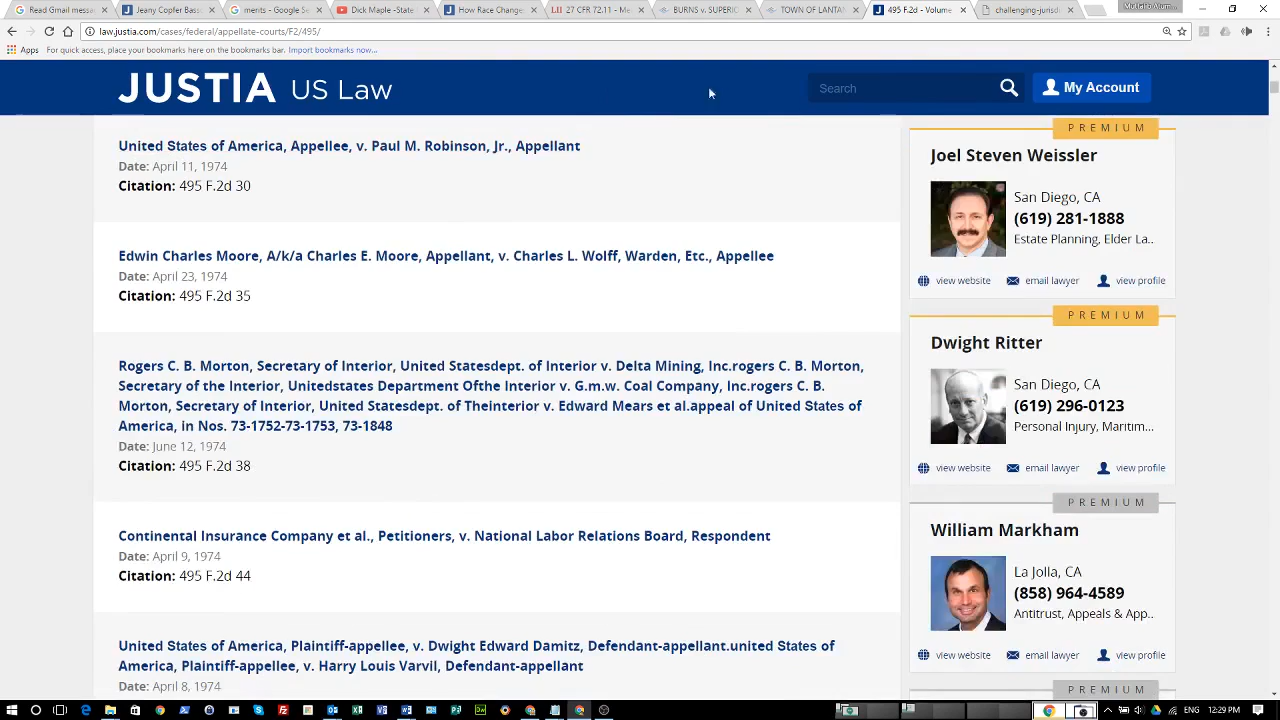 Read Gmail messages
Jeany Copfer Bass
ments - Google Se
Dick Maple -State
How Race Changed
27 CFR 72.11 - Me
BURNS v. SUPERIO
TOWN OF LANTAN
495 F.2d - Volume
challenging-jurisdi
law.justia.com/cases/federal/appellate-courts/F2/495/
Apps
For quick access, place your bookmarks here on the bookmarks bar.
Import bookmarks now...
JUSTIA US Law
Search
My Account
United States of America, Appellee, v. Paul M. Robinson, Jr., Appellant
Date: April 11, 1974
Citation: 495 F.2d 30
Edwin Charles Moore, A/k/a Charles E. Moore, Appellant, v. Charles L. Wolff, Warden, Etc., Appellee
Date: April 23, 1974
Citation: 495 F.2d 35
Rogers C. B. Morton, Secretary of Interior, United Statesdept. of Interior v. Delta Mining, Inc.rogers C. B. Morton,
Secretary of the Interior, Unitedstates Department Ofthe Interior v. G.m.w. Coal Company, Inc.rogers C. B.
Morton, Secretary of Interior, United Statesdept. of Theinterior v. Edward Mears et al.appeal of United States of
America, in Nos. 73-1752-73-1753, 73-1848
Date: June 12, 1974
Citation: 495 F.2d 38
Continental Insurance Company et al., Petitioners, v. National Labor Relations Board, Respondent
Date: April 9, 1974
Citation: 495 F.2d 44
United States of America, Plaintiff-appellee, v. Dwight Edward Damitz, Defendant-appellant.united States of
America, Plaintiff-appellee, v. Harry Louis Varvil, Defendant-appellant
Date: April 8, 1974
PREMIUM
Joel Steven Weissler
San Diego, CA
(619) 281-1888
Estate Planning, Elder La..
view website
email lawyer
view profile
PREMIUM
Dwight Ritter
San Diego, CA
(619) 296-0123
Personal Injury, Maritim...
view website
email lawyer
view profile
PREMIUM
William Markham
La Jolla, CA
(858) 964-4589
Antitrust, Appeals & App..
view website
email lawyer
view profile
PREMIUM
ENG
12:29 PM